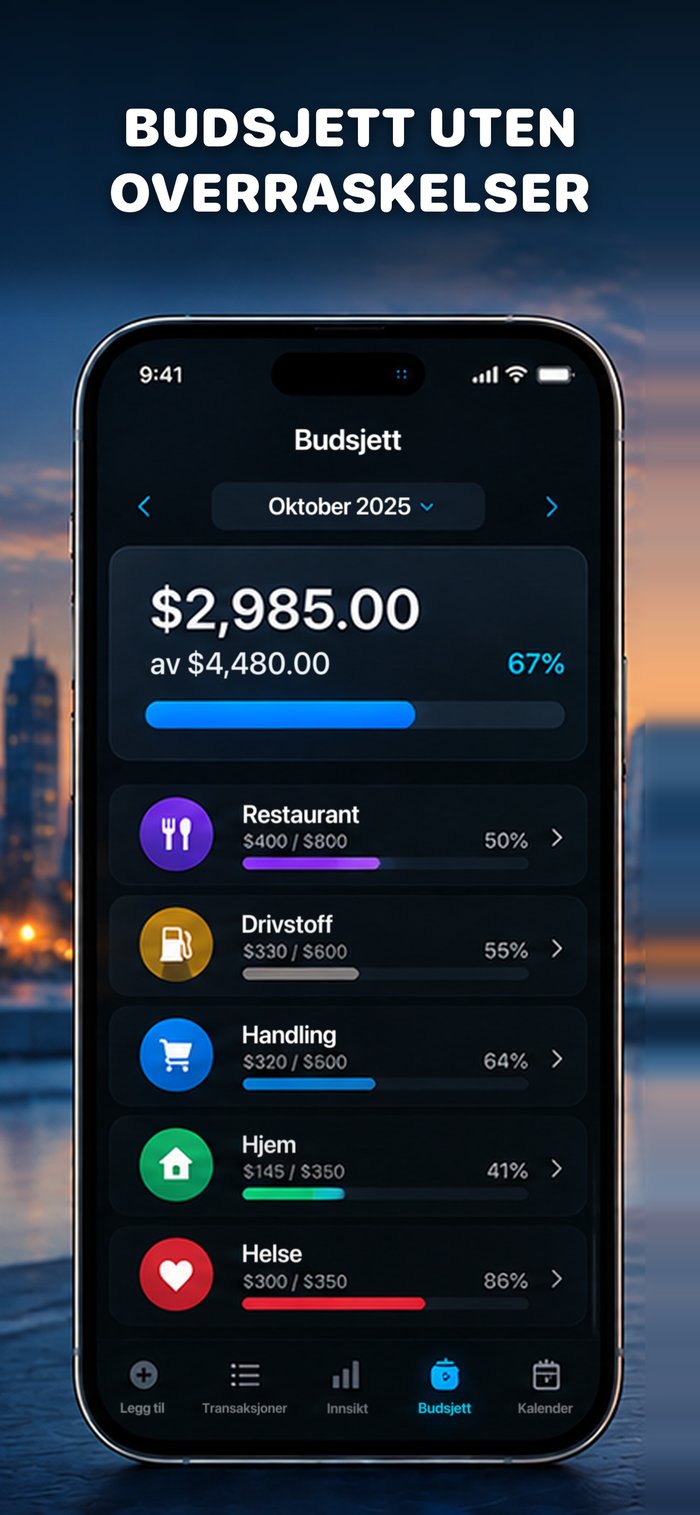 BUDSJETT UTEN
OVERRASKELSER
9:41
Budsjett
Oktober 2025
$2,985.00
av $4,480.00
67%
Restaurant
$400 / $800
50%
Drivstoff
$330 / $600
55%
Handling
$320 / $600
64%
Hjem
$145 / $350
41%
Helse
$300 / $350
86%
Legg til
Transaksjoner
Innsikt
Budsjett
Kalender